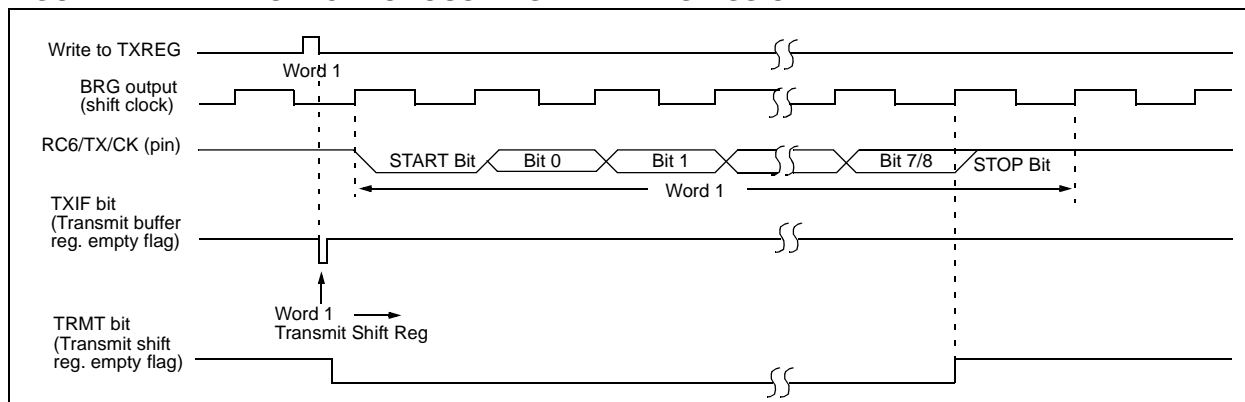 Write to TXREG
Word 1
BRG output
(shift clock)
RC6/TX/CK (pin)
START Bit
Bit 0
Bit 1
Bit 7/8
STOP Bit
Word 1
TXIF bit
(Transmit buffer
reg. empty flag)
Word 1
Transmit Shift Reg
TRMT bit
(Transmit shift
reg. empty flag)